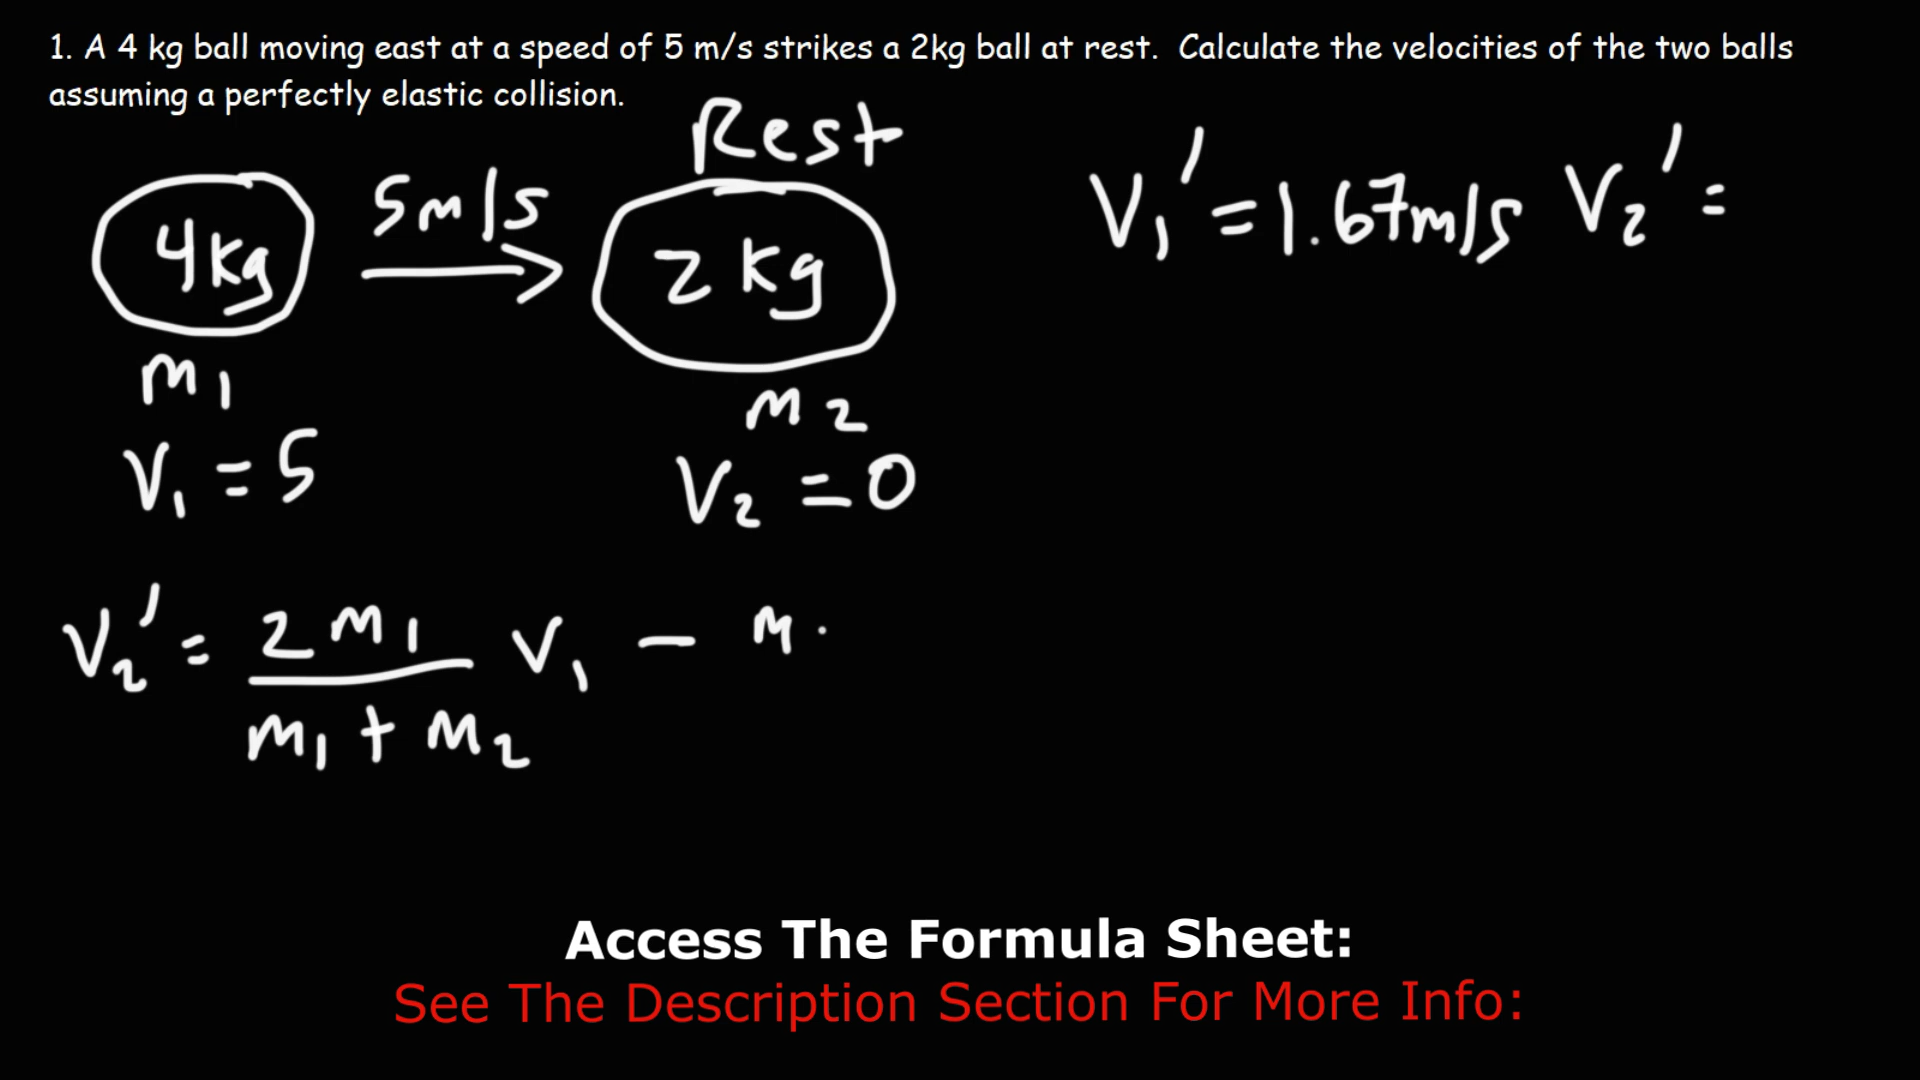 1. A 4 kg ball moving east at a speed of 5 m/s strikes a 2kg ball at rest. Calculate the velocities of the two balls
assuming a perfectly elastic collision.
Rest
4kg 5m/s 2 kg V₁' = 1.67m/s V₂' =
m₁ m₂
V₁ = 5 V₂ = 0
V₂' = 2m₁ / (m₁ + m₂) V₁ - m
Access The Formula Sheet:
See The Description Section For More Info: